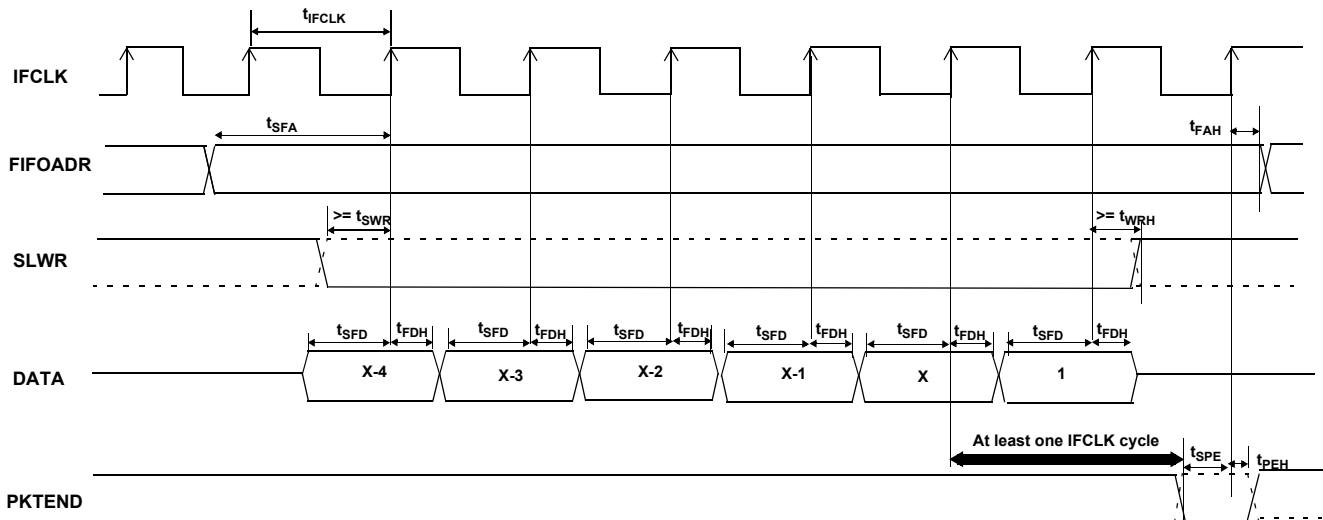 tIFCLK
IFCLK
tSFA
tFAH
FIFOADR
>= tSWR
>= tWRH
SLWR
tSFD tFDH tSFD tFDH tSFD tFDH tSFD tFDH tSFD tFDH tSFD tFDH
DATA X-4 X-3 X-2 X-1 X 1
At least one IFCLK cycle
tSPE
tPEH
PKTEND